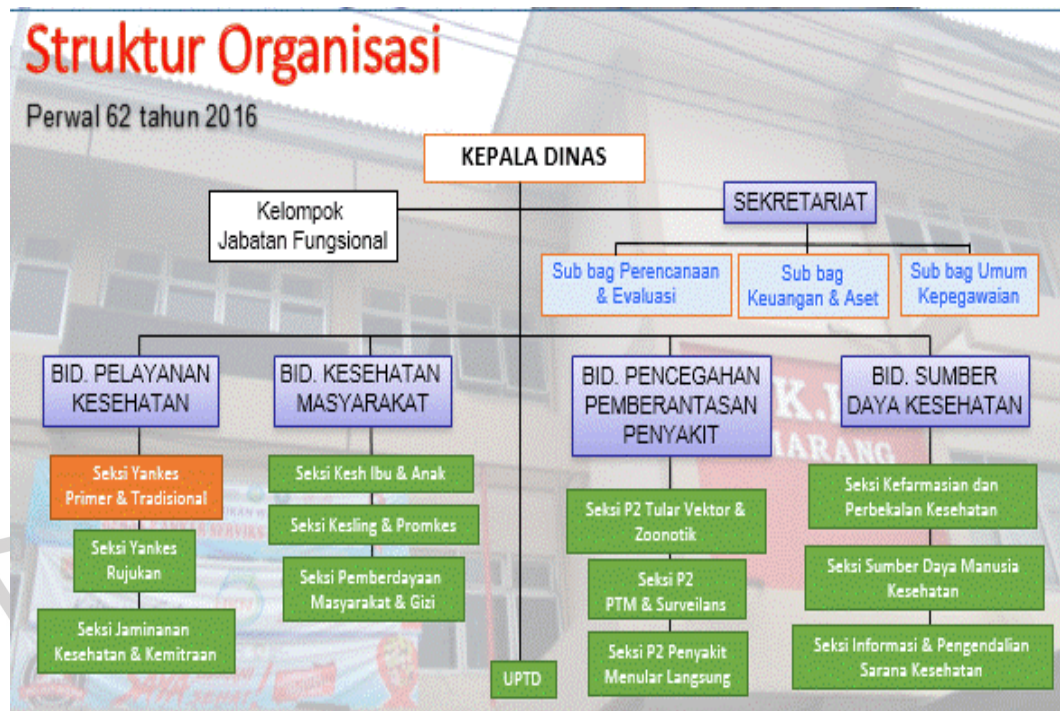 Struktur Organisasi
Perwal 62 tahun 2016
KEPALA DINAS
Kelompok
Jabatan Fungsional
SEKRETARIAT
Sub bag Perencanaan
& Evaluasi
Sub bag
Keuangan & Aset
Sub bag Umum
Kepegawaian
BID. PELAYANAN
KESEHATAN
Seksi Yankes
Primer & Tradisional
Seksi Yankes
Rujukan
Seksi Jaminanan
Kesehatan & Kemitraan
BID. KESEHATAN
MASYARAKAT
Seksi Kesh Ibu & Anak
Seksi Kesling & Promkes
Seksi Pemberdayaan
Masyarakat & Gizi
UPTD
BID. PENCEGAHAN
PEMBERANTASAN
PENYAKIT
Seksi P2 Tular Vektor &
Zoonotik
Seksi P2
PTM & Surveilans
Seksi P2 Penyakit
Menular Langsung
BID. SUMBER
DAYA KESEHATAN
Seksi Kefarmasian dan
Perbekalan Kesehatan
Seksi Sumber Daya Manusia
Kesehatan
Seksi Informasi & Pengendalian
Sarana Kesehatan